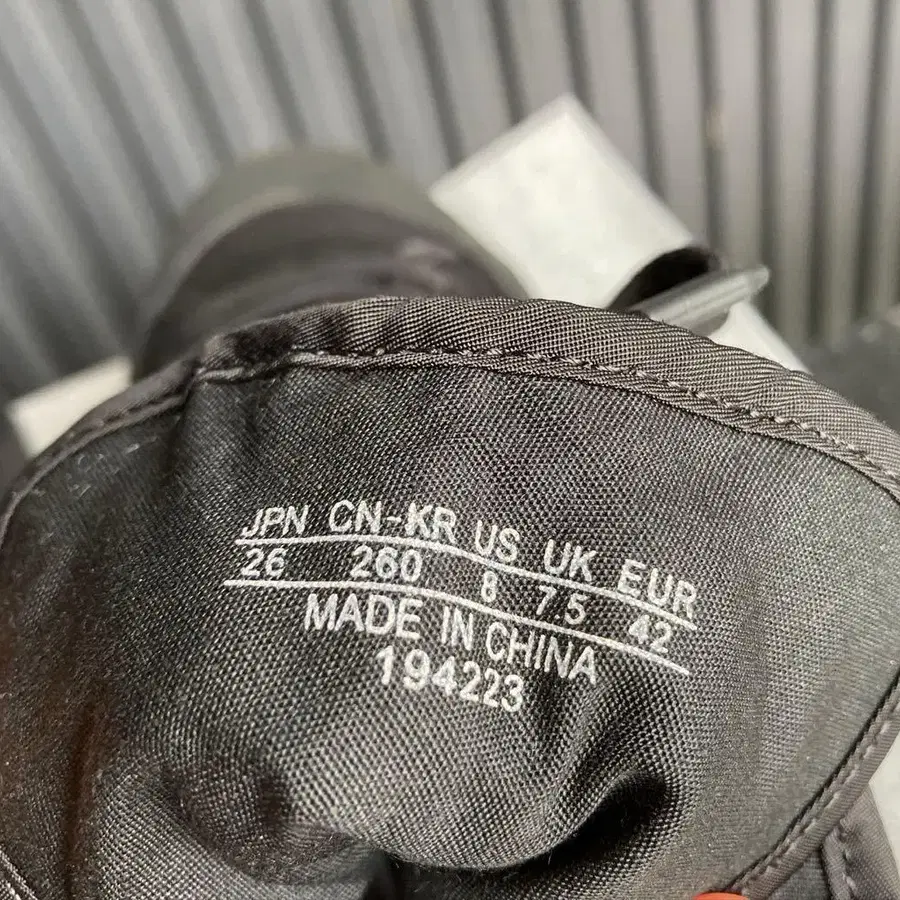 JPN CN-KR US UK EUR
26 260 8 7.5 42
MADE IN CHINA
194223